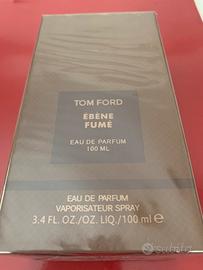 TOM FORD
EBÈNE
FUMÉ
EAU DE PARFUM
100 ML
EAU DE PARFUM
VAPORISATEUR SPRAY
3.4 FL. OZ./OZ. LIQ./100 ml ℮
subito